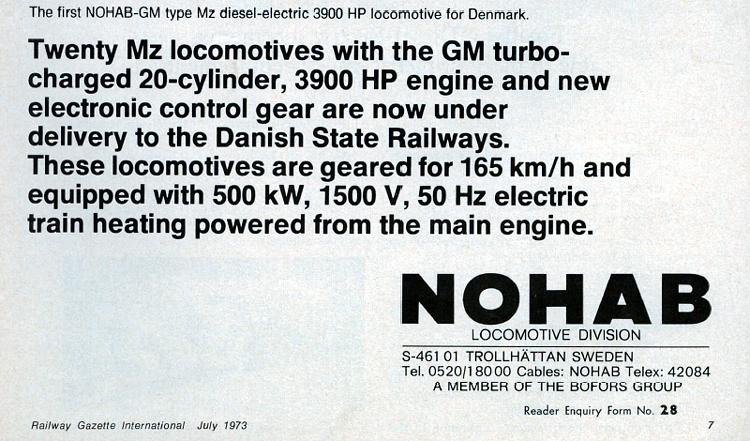 The first NOHAB-GM type Mz diesel-electric 3900 HP locomotive for Denmark.
Twenty Mz locomotives with the GM turbo-
charged 20-cylinder, 3900 HP engine and new
electronic control gear are now under
delivery to the Danish State Railways.
These locomotives are geared for 165 km/h and
equipped with 500 kW, 1500 V, 50 Hz electric
train heating powered from the main engine.
NOHAB
LOCOMOTIVE DIVISION
S-461 01 TROLLHÄTTAN SWEDEN
Tel. 0520/180 00 Cables: NOHAB Telex: 42084
A MEMBER OF THE BOFORS GROUP
Reader Enquiry Form No. 28
Railway Gazette International July 1973 7